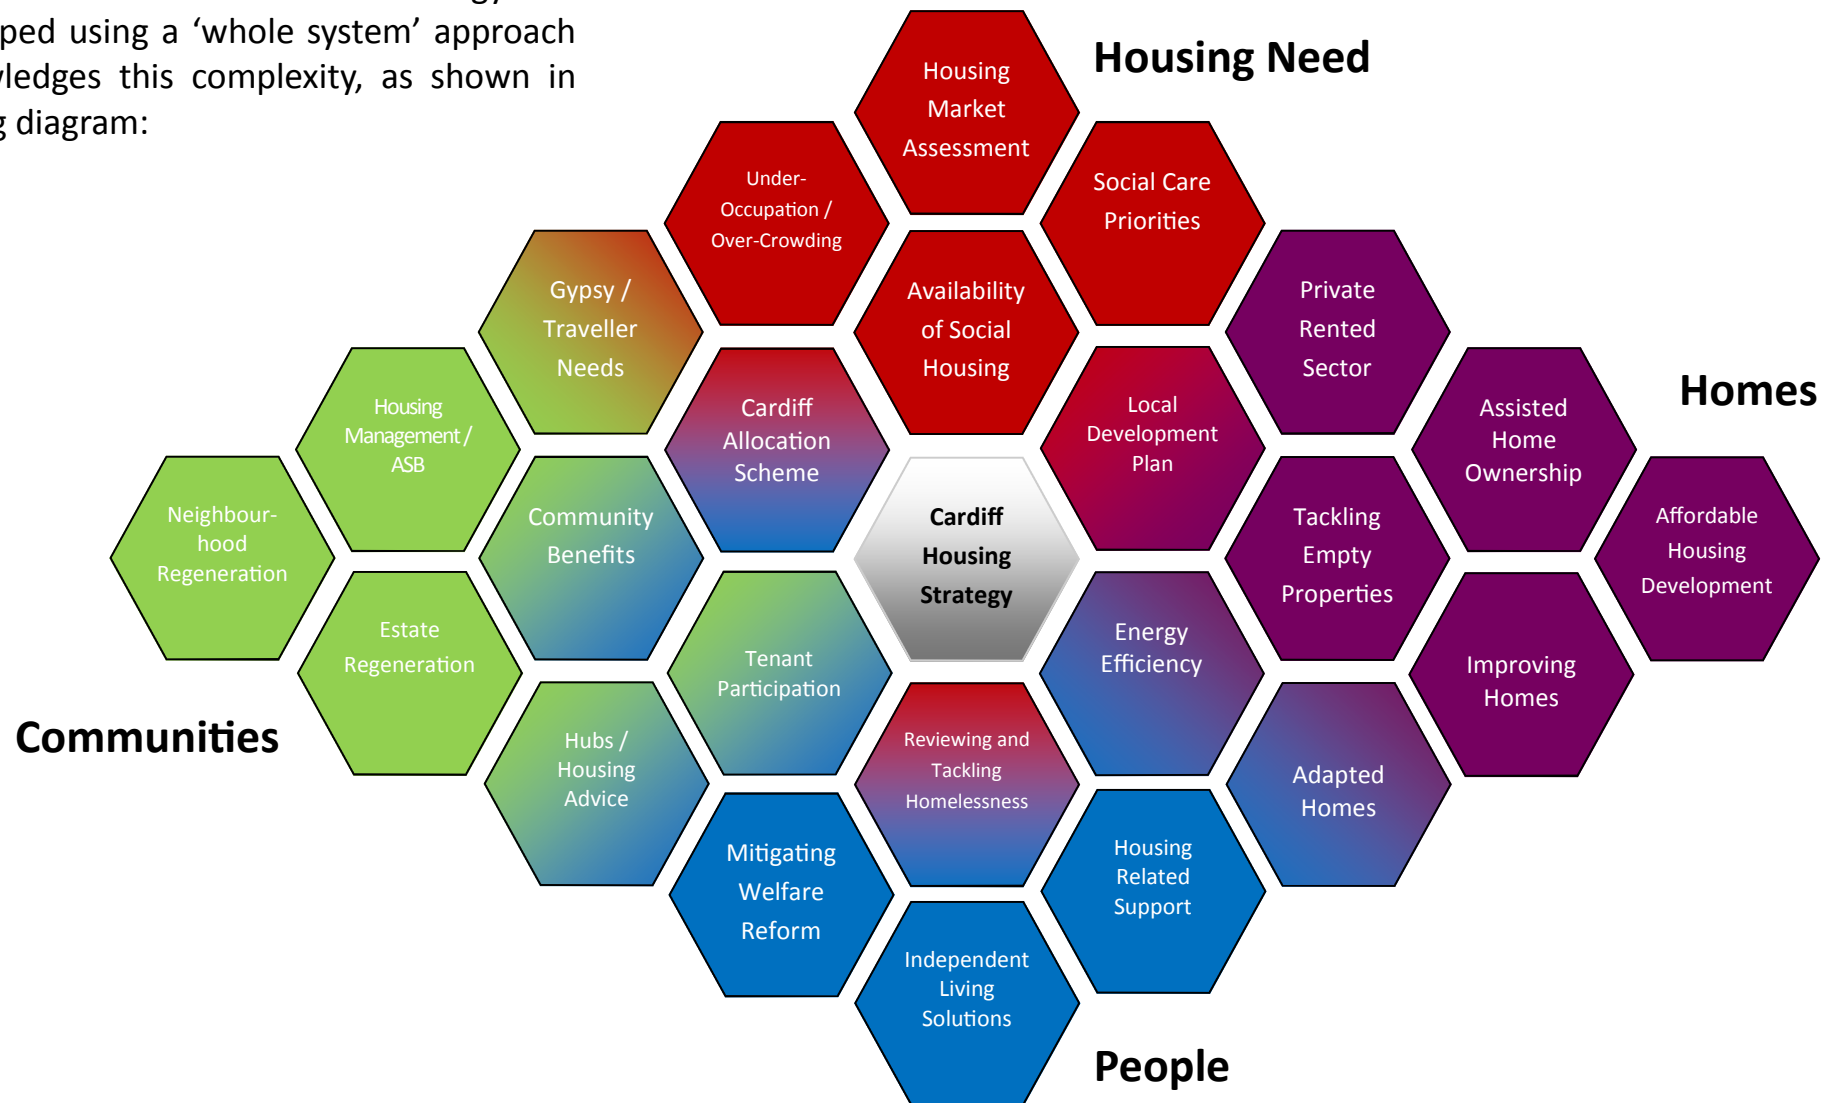 ped using a ‘whole system’ approach
ledges this complexity, as shown in
g diagram:
Housing Need
Housing
Market
Assessment
Under-
Occupation /
Over-Crowding
Social Care
Priorities
Gypsy /
Traveller
Needs
Availability
of Social
Housing
Private
Rented
Sector
Homes
Housing
Management /
ASB
Cardiff
Allocation
Scheme
Local
Development
Plan
Assisted
Home
Ownership
Neighbour-
hood
Regeneration
Community
Benefits
Cardiff
Housing
Strategy
Tackling
Empty
Properties
Affordable
Housing
Development
Estate
Regeneration
Tenant
Participation
Energy
Efficiency
Improving
Homes
Communities
Hubs /
Housing
Advice
Reviewing and
Tackling
Homelessness
Adapted
Homes
Mitigating
Welfare
Reform
Housing
Related
Support
Independent
Living
Solutions
People